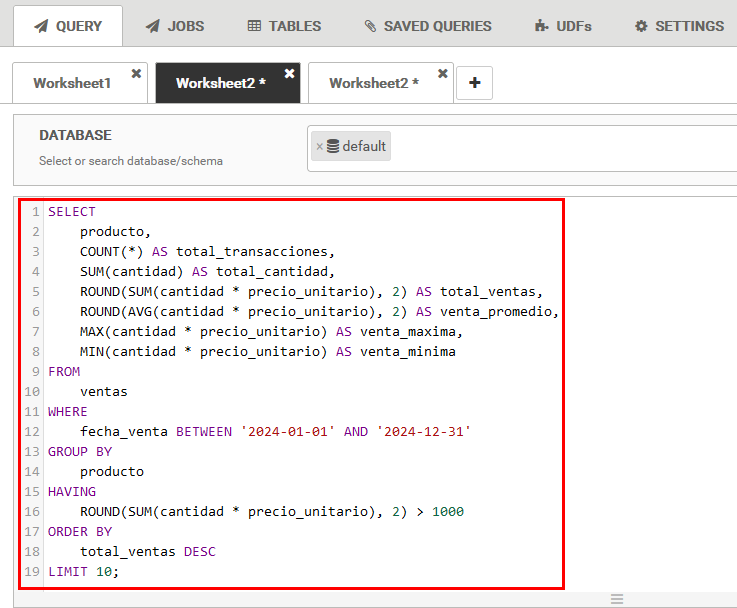 QUERY JOBS TABLES SAVED QUERIES UDFs SETTINGS
Worksheet1 Worksheet2 * Worksheet2 * +
DATABASE
Select or search database/schema
× default
1 SELECT
2 producto,
3 COUNT(*) AS total_transacciones,
4 SUM(cantidad) AS total_cantidad,
5 ROUND(SUM(cantidad * precio_unitario), 2) AS total_ventas,
6 ROUND(AVG(cantidad * precio_unitario), 2) AS venta_promedio,
7 MAX(cantidad * precio_unitario) AS venta_maxima,
8 MIN(cantidad * precio_unitario) AS venta_minima
9 FROM
10 ventas
11 WHERE
12 fecha_venta BETWEEN '2024-01-01' AND '2024-12-31'
13 GROUP BY
14 producto
15 HAVING
16 ROUND(SUM(cantidad * precio_unitario), 2) > 1000
17 ORDER BY
18 total_ventas DESC
19 LIMIT 10;